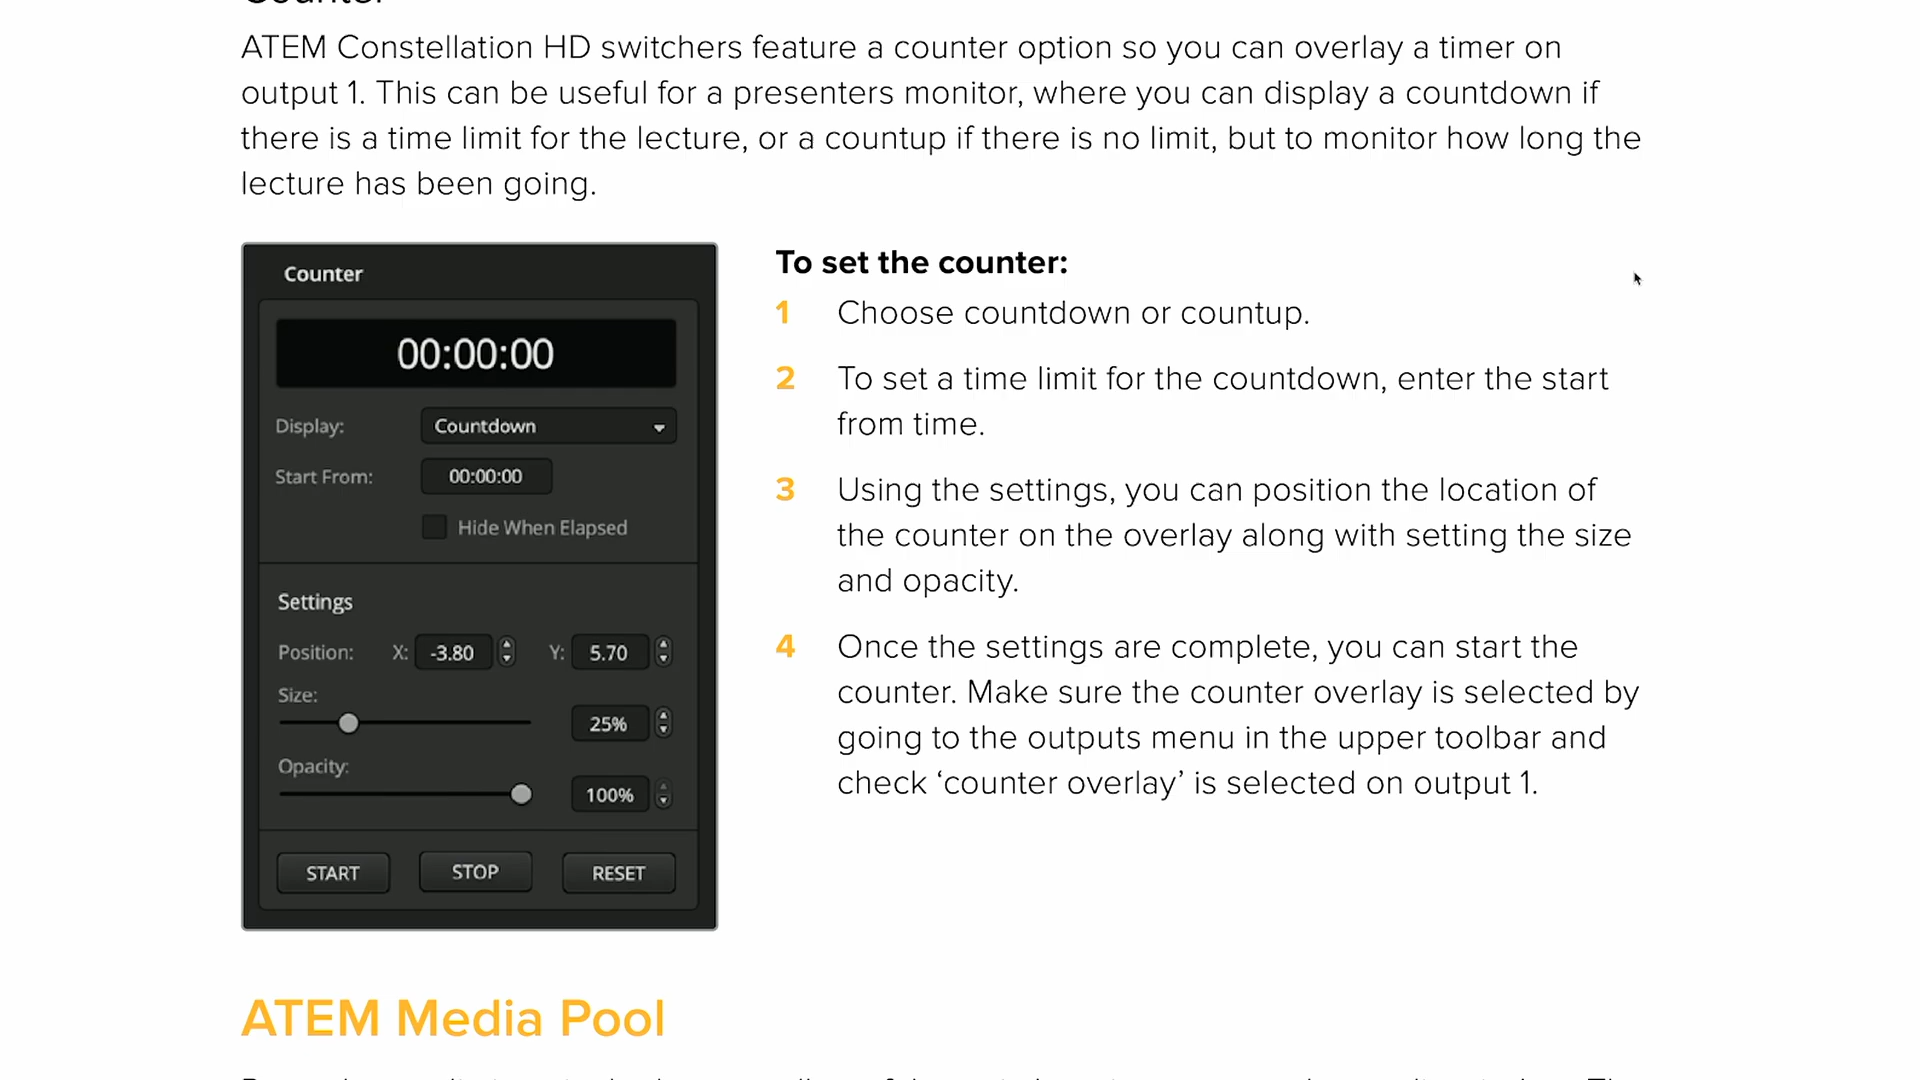 Counter
ATEM Constellation HD switchers feature a counter option so you can overlay a timer on
output 1. This can be useful for a presenters monitor, where you can display a countdown if
there is a time limit for the lecture, or a countup if there is no limit, but to monitor how long the
lecture has been going.
Counter
00:00:00
Display: Countdown
Start From: 00:00:00
Hide When Elapsed
Settings
Position: X: -3.80 Y: 5.70
Size:
25%
Opacity:
100%
START STOP RESET
To set the counter:
1 Choose countdown or countup.
2 To set a time limit for the countdown, enter the start
from time.
3 Using the settings, you can position the location of
the counter on the overlay along with setting the size
and opacity.
4 Once the settings are complete, you can start the
counter. Make sure the counter overlay is selected by
going to the outputs menu in the upper toolbar and
check ‘counter overlay’ is selected on output 1.
ATEM Media Pool